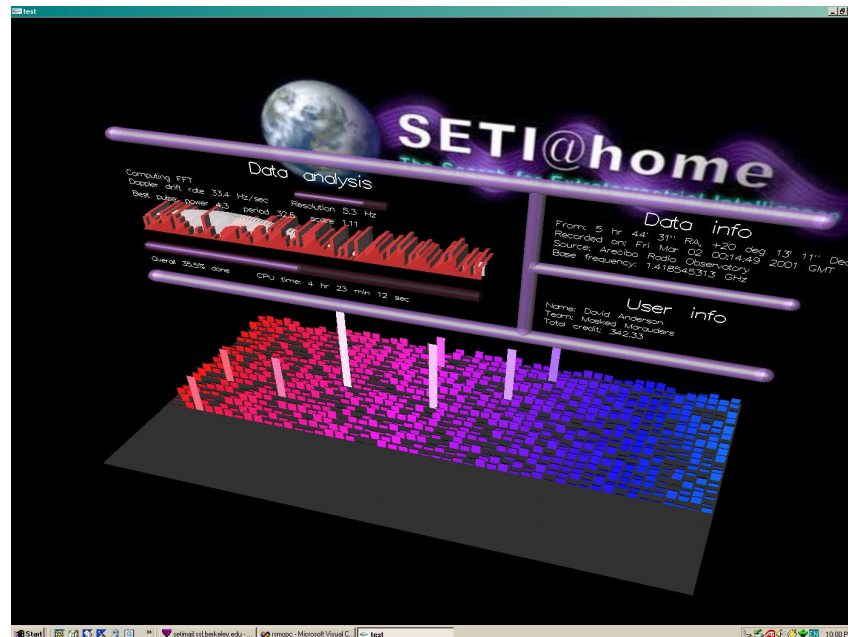 test
SETI@home
The Search for Extraterrestrial Intelligence
Data analysis
Computing FFT
Doppler drift rate 33.4 Hz/sec Resolution 5.3 Hz
Best pulse: power 4.3 period 32.6 score 1.11
Overall 35.5% done CPU time: 4 hr 23 min 12 sec
Data info
From: 5 hr 44' 31'' RA, +20 deg 13' 11'' Dec
Recorded on: Fri Mar 02 00:14:49 2001 GMT
Source: Arecibo Radio Observatory
Base frequency: 1.418545313 GHz
User info
Name: David Anderson
Team: Masked Marauders
Total credit: 342.33
Start » setimail.ssl.berkeley.edu - ... rsmopc - Microsoft Visual C... test 10:00 P